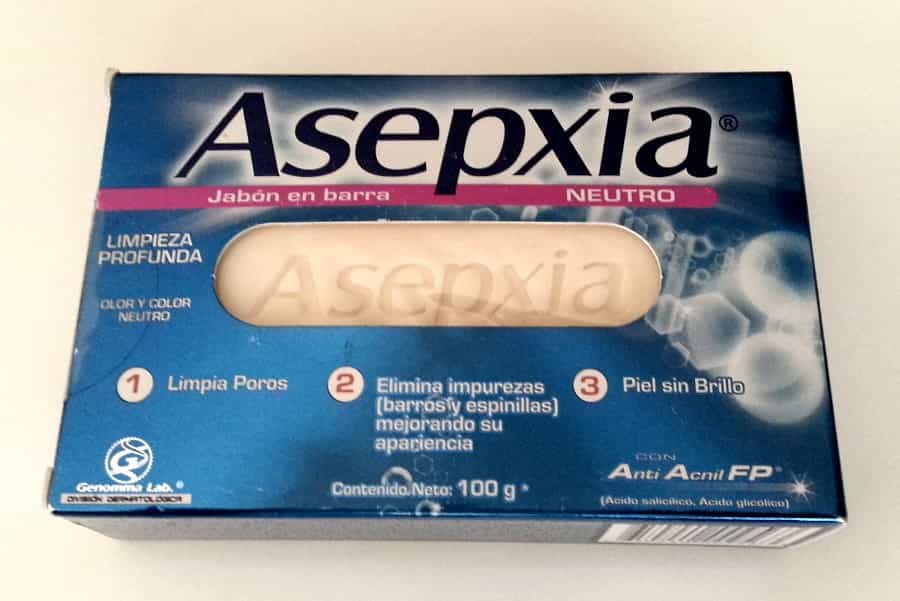 Asepxia®
Jabón en barra NEUTRO
LIMPIEZA
PROFUNDA
Asepxia
OLOR Y COLOR
NEUTRO
1 Limpia Poros
2 Elimina impurezas
(barros y espinillas)
mejorando su
apariencia
3 Piel sin Brillo
Genomma Lab.®
DIVISIÓN DERMATOLÓGICA
Contenido Neto: 100 g *
CON
Anti Acnil FP®
(Ácido salicílico, Ácido glicólico)